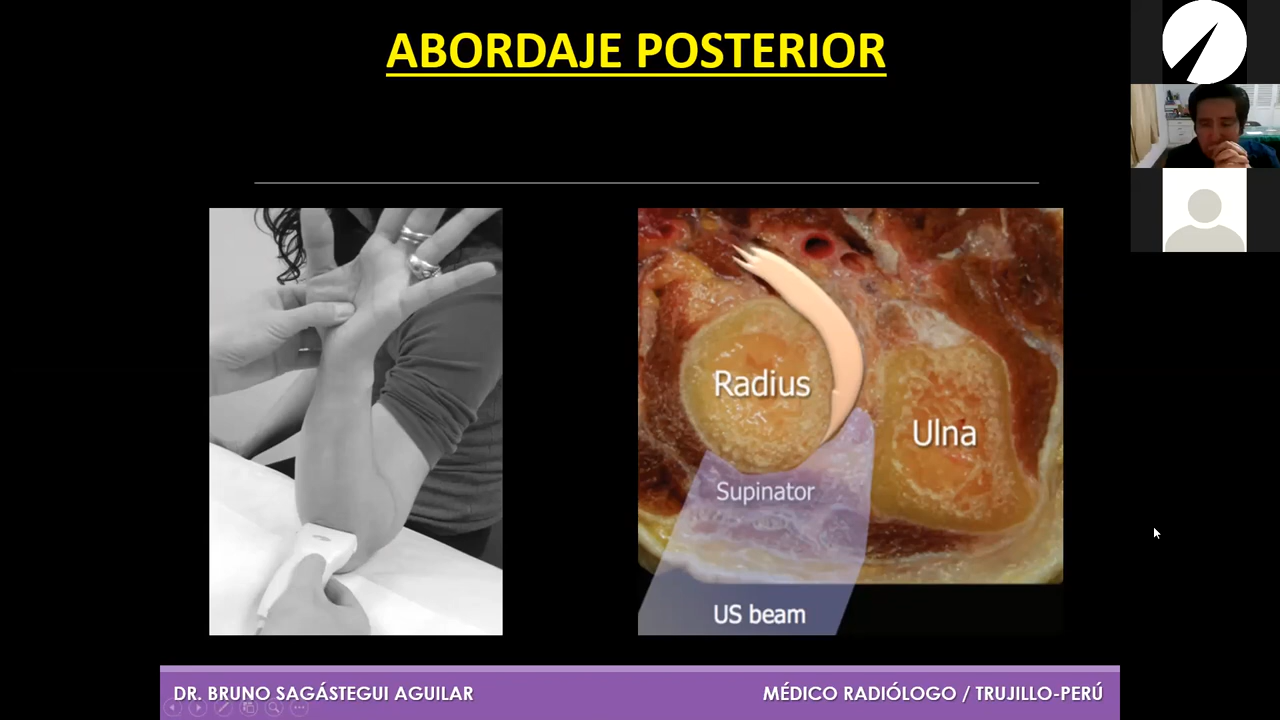 ABORDAJE POSTERIOR
Radius
Ulna
Supinator
US beam
DR. BRUNO SAGÁSTEGUI AGUILAR
MÉDICO RADIÓLOGO / TRUJILLO-PERÚ